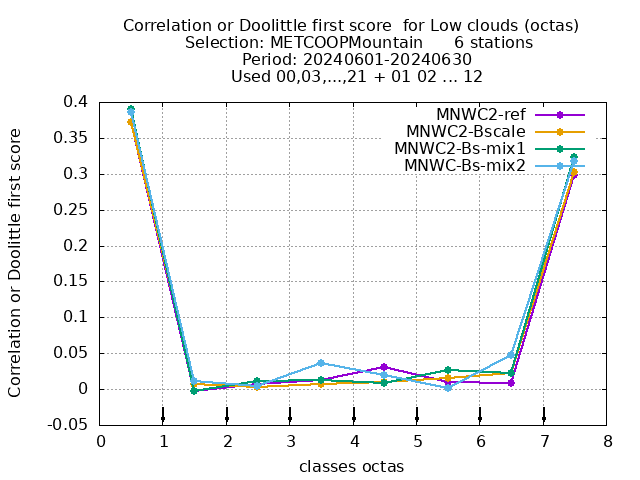 Correlation or Doolittle first score  for Low clouds (octas)
Selection: METCOOPMountain      6 stations
Period: 20240601-20240630
Used 00,03,...,21 + 01 02 ... 12
MNWC2-ref
MNWC2-Bscale
MNWC2-Bs-mix1
MNWC-Bs-mix2
Correlation or Doolittle first score
0.4
0.35
0.3
0.25
0.2
0.15
0.1
0.05
0
-0.05
0 1 2 3 4 5 6 7 8
classes octas